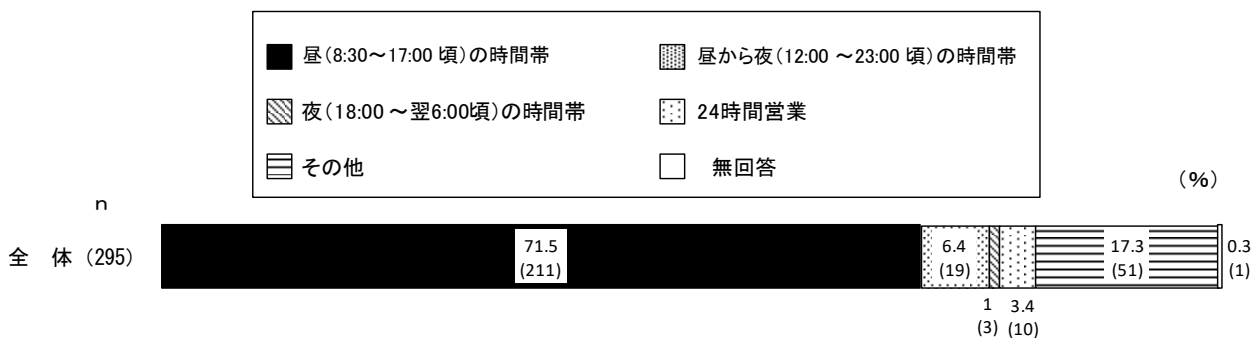 昼（8:30～17:00 頃）の時間帯
昼から夜（12:00 ～23:00 頃）の時間帯
夜（18:00 ～翌6:00頃）の時間帯
24時間営業
その他
無回答
（%）
n
全　体（295）
71.5
(211)
6.4
(19)
1
(3)
3.4
(10)
17.3
(51)
0.3
(1)